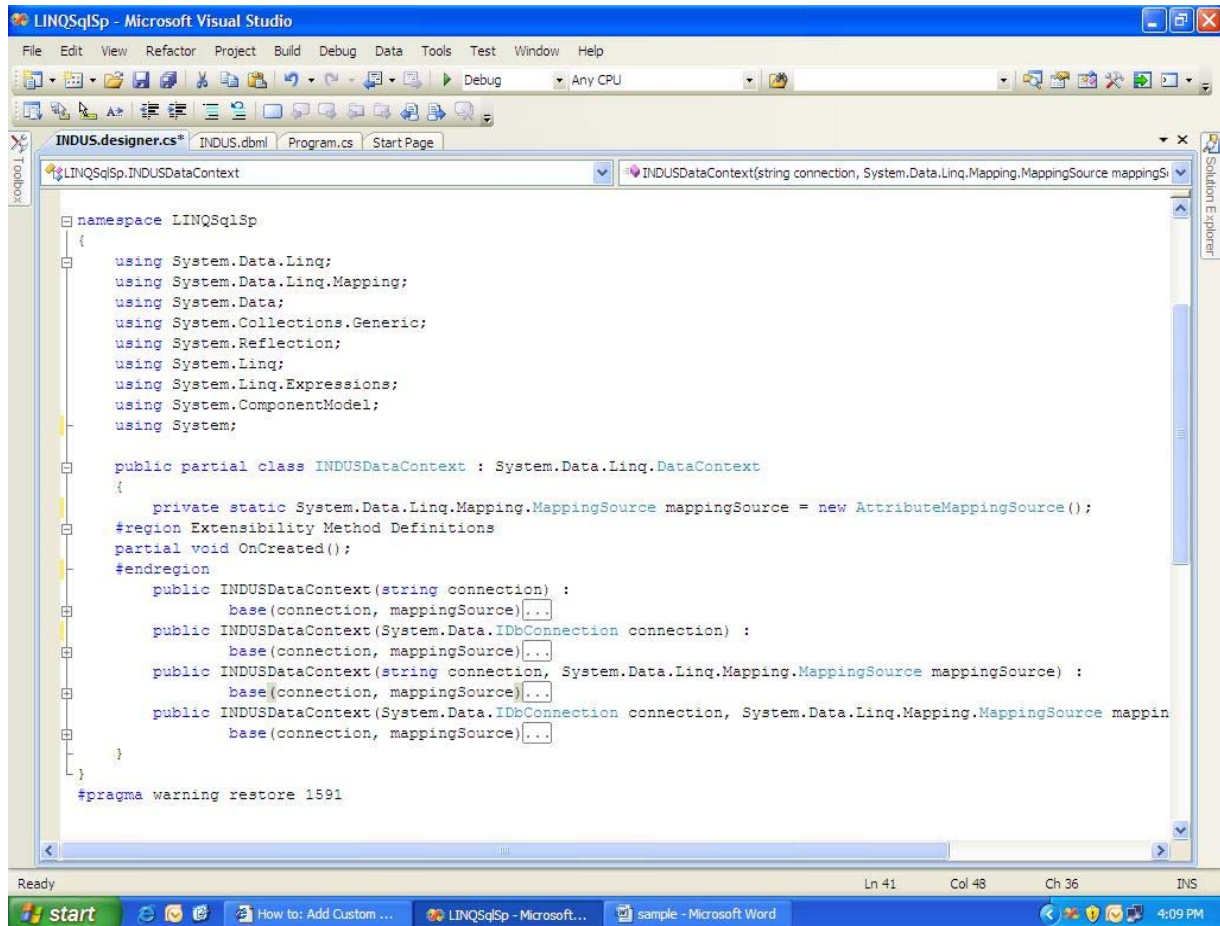 LINQSqlSp - Microsoft Visual Studio
File Edit View Refactor Project Build Debug Data Tools Test Window Help
Debug Any CPU
INDUS.designer.cs* INDUS.dbml Program.cs Start Page
Toolbox
Solution Explorer
LINQSqlSp.INDUSDataContext INDUSDataContext(string connection, System.Data.Linq.Mapping.MappingSource mappingS
namespace LINQSqlSp
{
using System.Data.Linq;
using System.Data.Linq.Mapping;
using System.Data;
using System.Collections.Generic;
using System.Reflection;
using System.Linq;
using System.Linq.Expressions;
using System.ComponentModel;
using System;
public partial class INDUSDataContext : System.Data.Linq.DataContext
{
private static System.Data.Linq.Mapping.MappingSource mappingSource = new AttributeMappingSource();
#region Extensibility Method Definitions
partial void OnCreated();
#endregion
public INDUSDataContext(string connection) :
base(connection, mappingSource)...
public INDUSDataContext(System.Data.IDbConnection connection) :
base(connection, mappingSource)...
public INDUSDataContext(string connection, System.Data.Linq.Mapping.MappingSource mappingSource) :
base(connection, mappingSource)...
public INDUSDataContext(System.Data.IDbConnection connection, System.Data.Linq.Mapping.MappingSource mappin
base(connection, mappingSource)...
}
}
#pragma warning restore 1591
Ready Ln 41 Col 48 Ch 36 INS
start How to: Add Custom ... LINQSqlSp - Microsoft... sample - Microsoft Word 4:09 PM